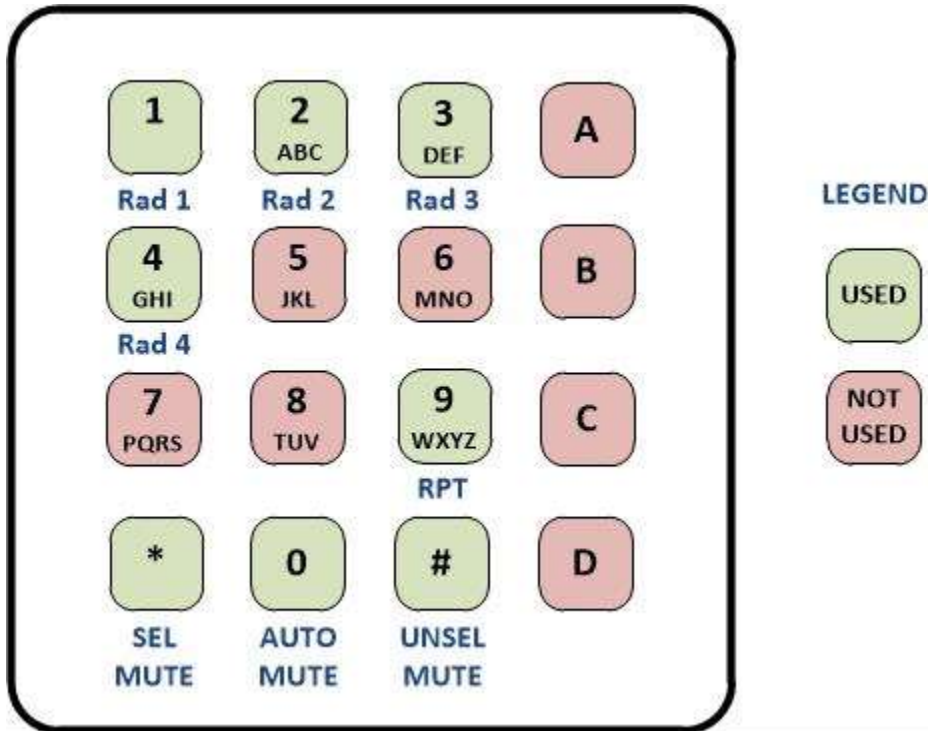 1
2
ABC
3
DEF
A
Rad 1
Rad 2
Rad 3
LEGEND
4
GHI
5
JKL
6
MNO
B
USED
Rad 4
7
PQRS
8
TUV
9
WXYZ
C
NOT
USED
RPT
*
0
#
D
SEL
MUTE
AUTO
MUTE
UNSEL
MUTE